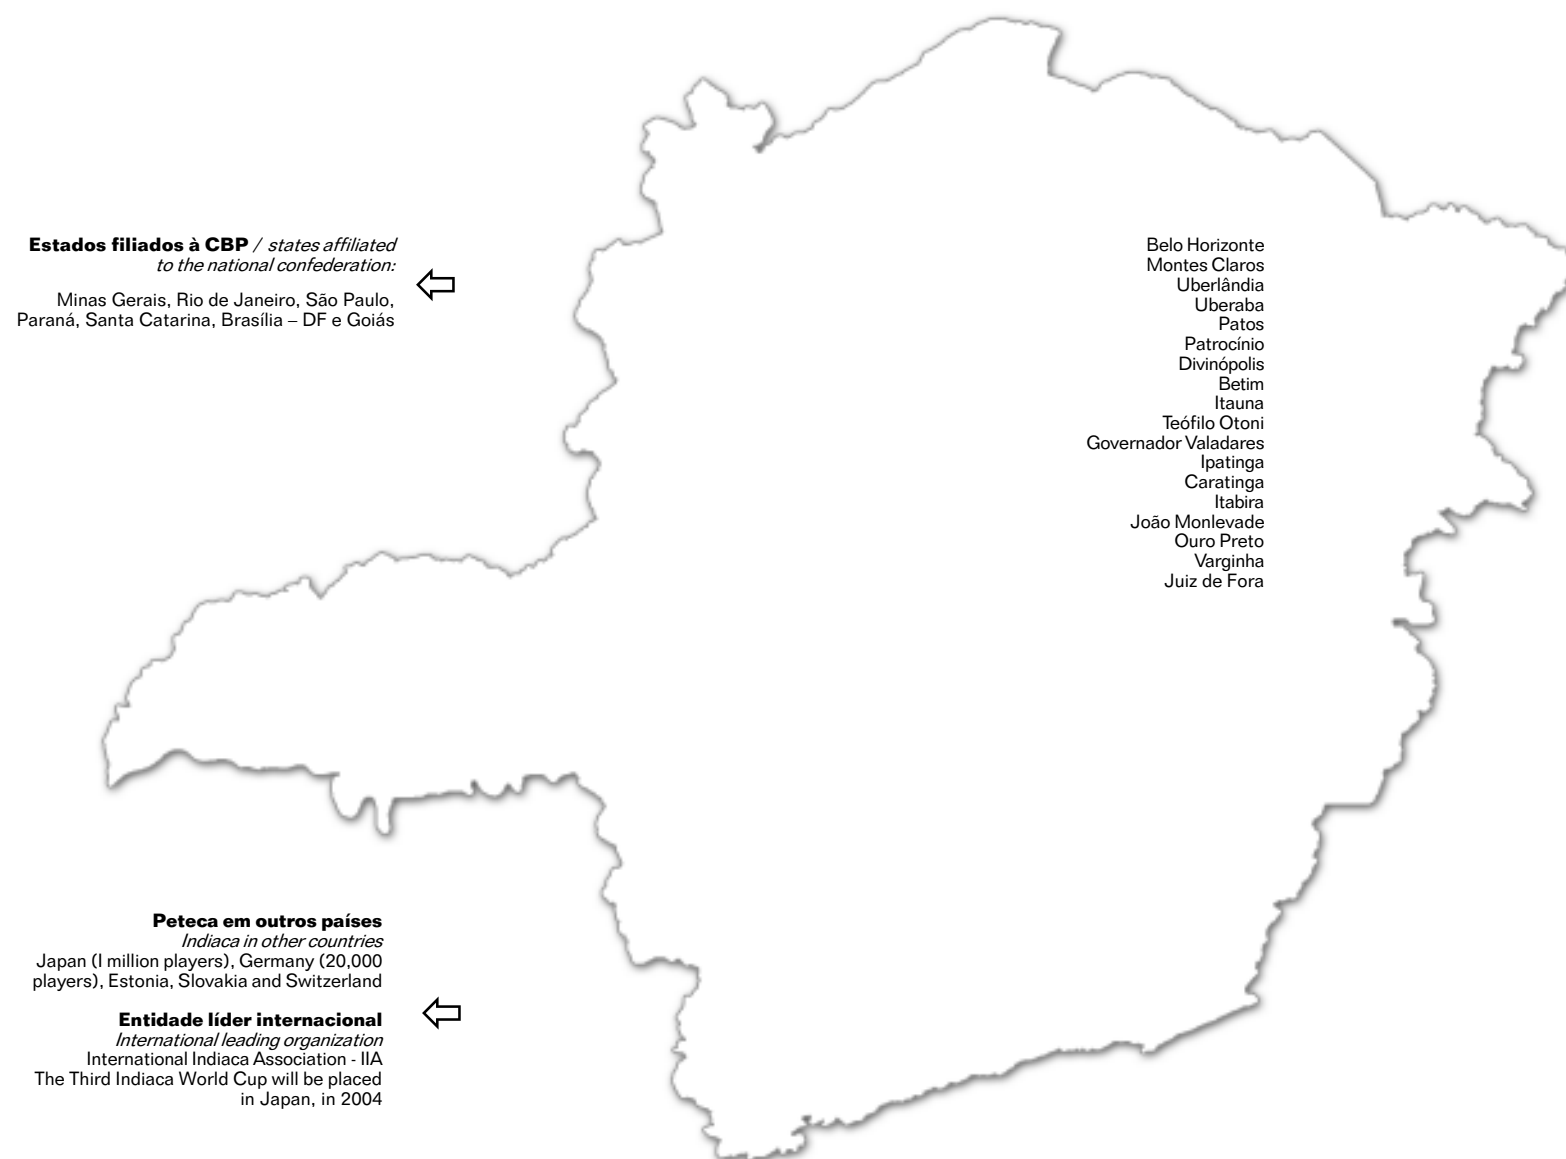 Estados filiados à CBP / states affiliated
to the national confederation:
Minas Gerais, Rio de Janeiro, São Paulo,
Paraná, Santa Catarina, Brasília – DF e Goiás
Belo Horizonte
Montes Claros
Uberlândia
Uberaba
Patos
Patrocínio
Divinópolis
Betim
Itauna
Teófilo Otoni
Governador Valadares
Ipatinga
Caratinga
Itabira
João Monlevade
Ouro Preto
Varginha
Juiz de Fora
Peteca em outros países
Indiaca in other countries
Japan (I million players), Germany (20,000
players), Estonia, Slovakia and Switzerland
Entidade líder internacional
International leading organization
International Indiaca Association - IIA
The Third Indiaca World Cup will be placed
in Japan, in 2004